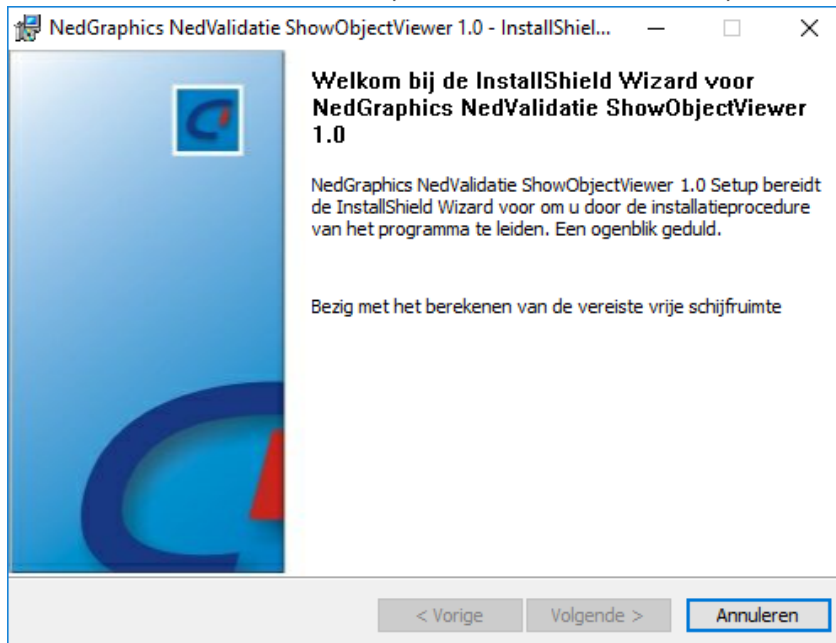 NedGraphics NedValidatie ShowObjectViewer 1.0 - InstallShiel...
Welkom bij de InstallShield Wizard voor
NedGraphics NedValidatie ShowObjectViewer
1.0
NedGraphics NedValidatie ShowObjectViewer 1.0 Setup bereidt
de InstallShield Wizard voor om u door de installatieprocedure
van het programma te leiden. Een ogenblik geduld.
Bezig met het berekenen van de vereiste vrije schijfruimte
< Vorige
Volgende >
Annuleren